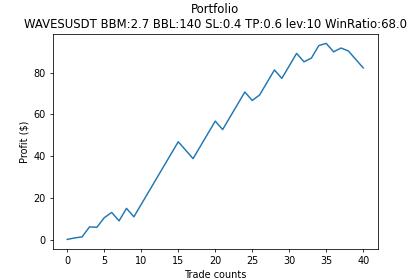 Portfolio
WAVESUSDT BBM:2.7 BBL:140 SL:0.4 TP:0.6 lev:10 WinRatio:68.0
Profit ($)
80
60
40
20
0
0 5 10 15 20 25 30 35 40
Trade counts